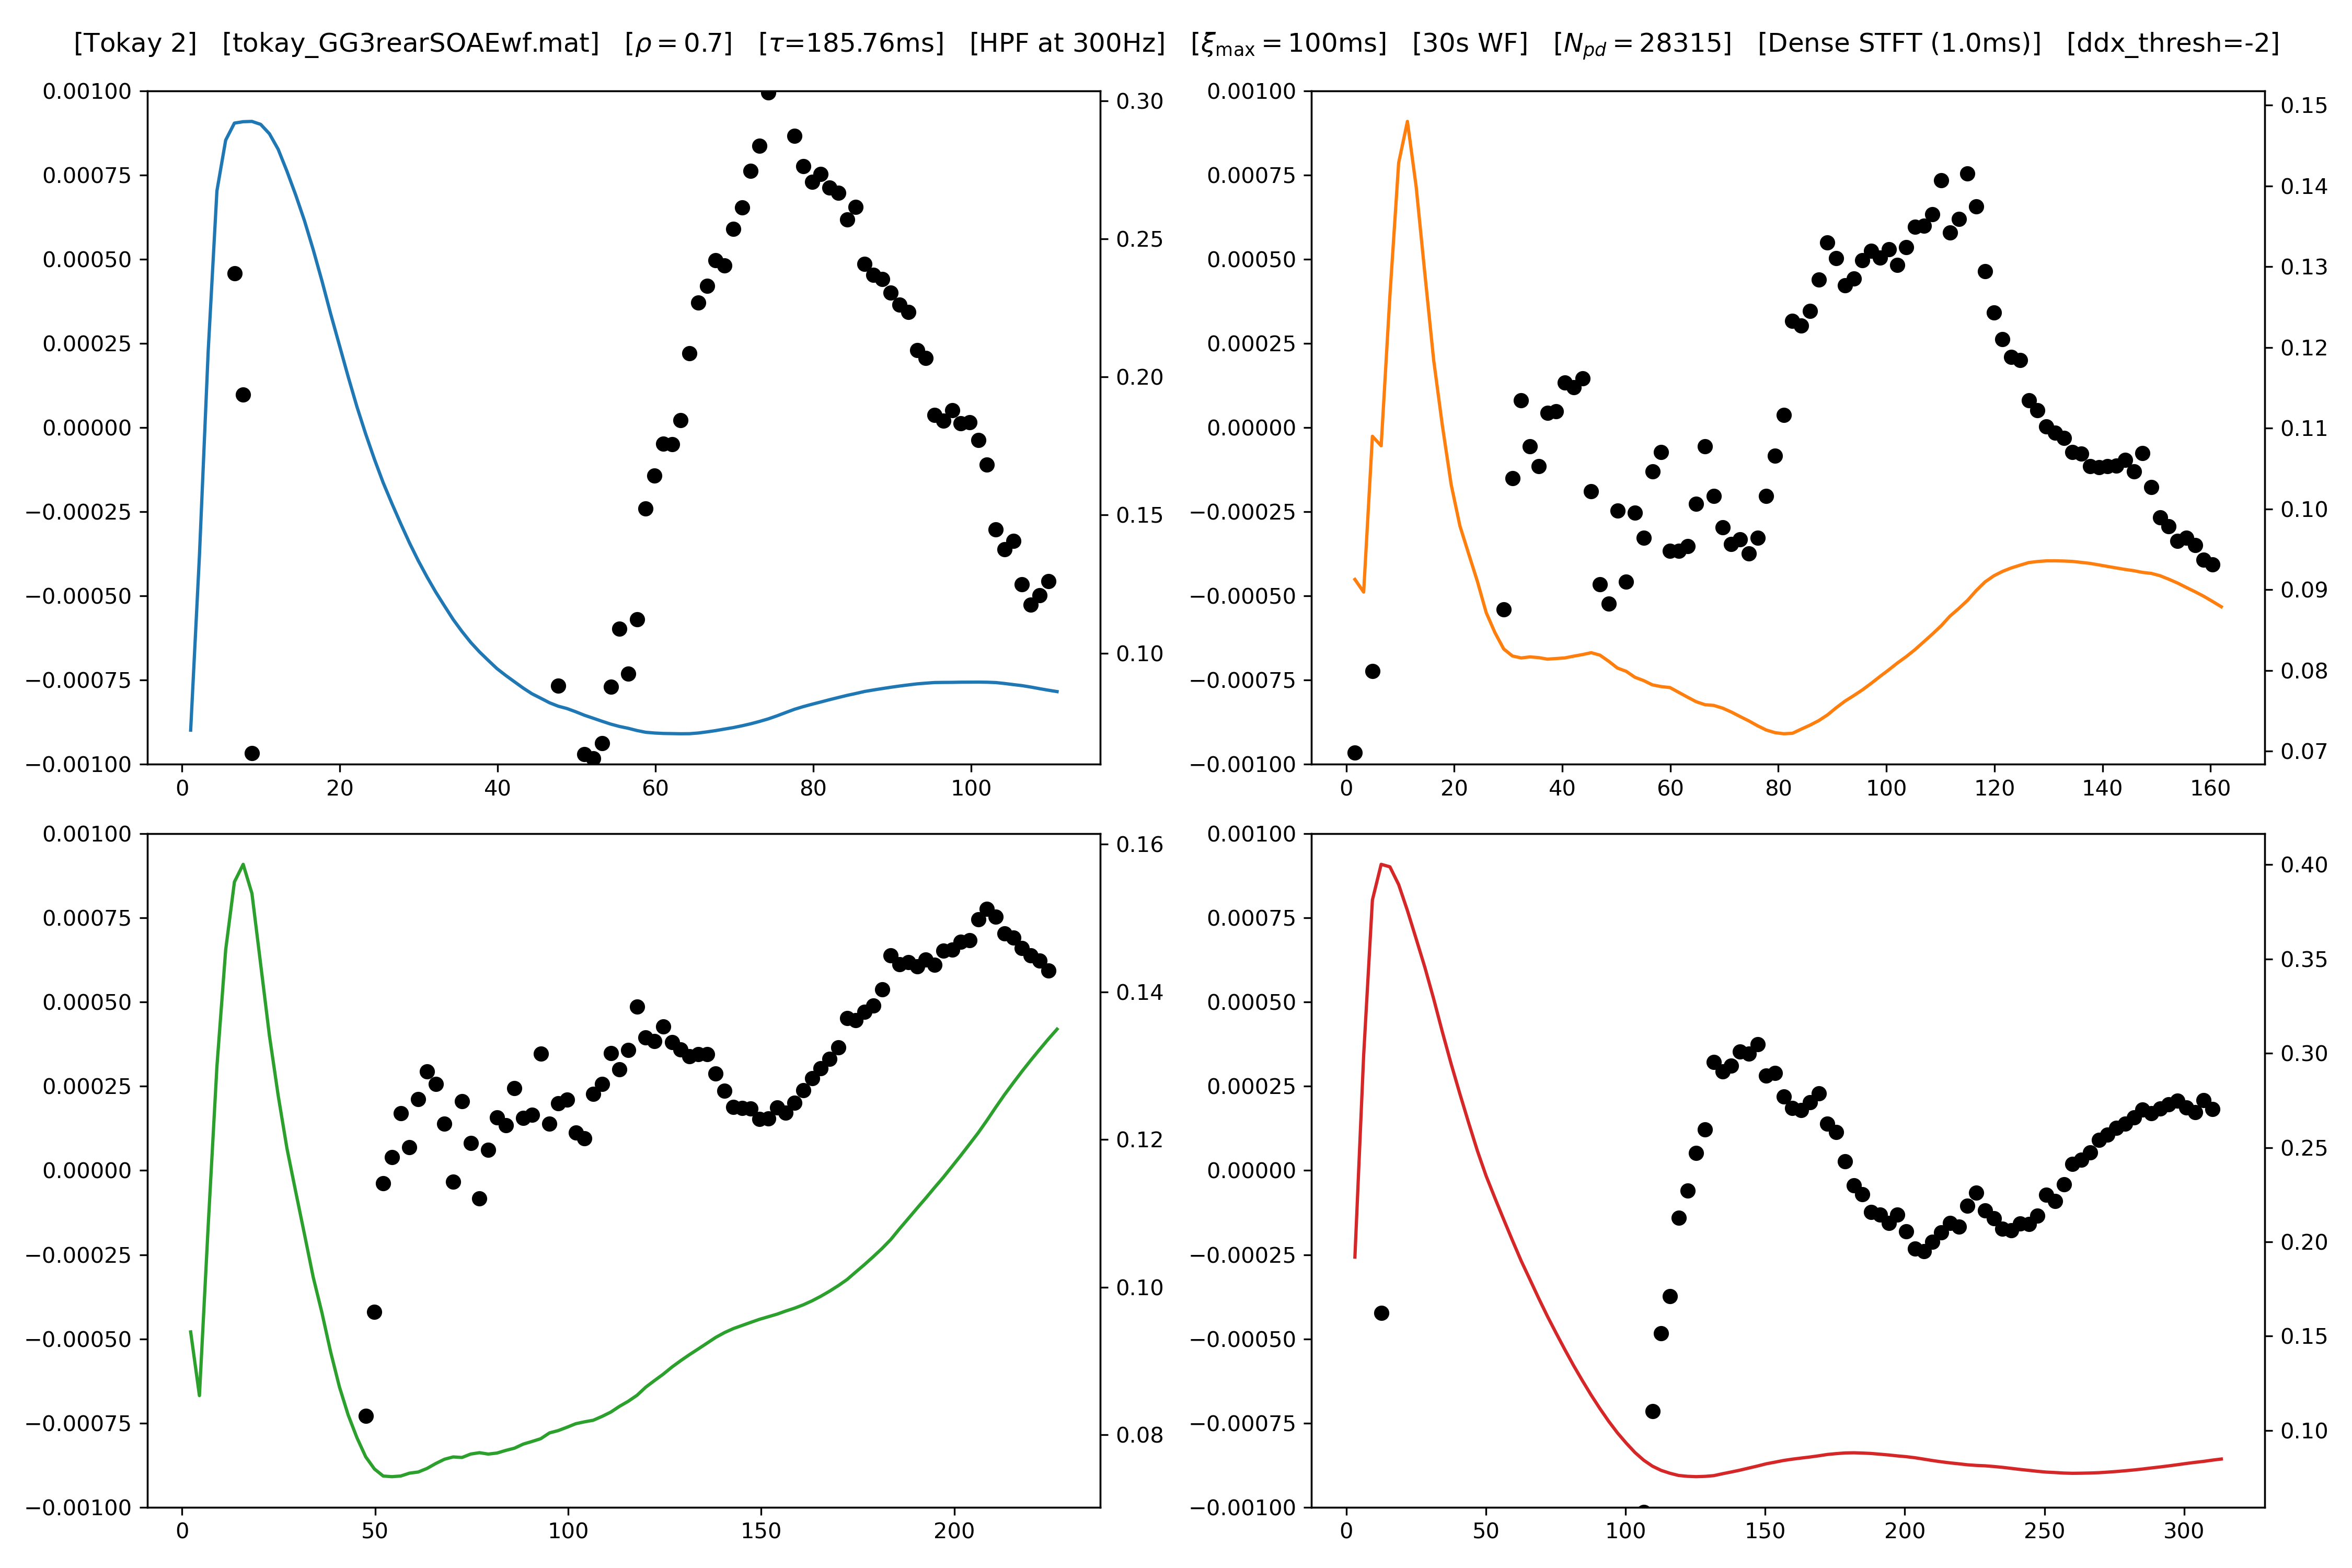 [Tokay 2] [tokay_GG3rearSOAEwf.mat] [ρ = 0.7] [τ=185.76ms] [HPF at 300Hz] [ξmax = 100ms] [30s WF] [Npd = 28315] [Dense STFT (1.0ms)] [ddx_thresh=-2]
0.00100 0.30 0.00100 0.15
0.00075 0.25 0.00075 0.14
0.00050 0.20 0.00050 0.13
0.00025 0.15 0.00025 0.12
0.00000 0.10 0.00000 0.11
−0.00025 −0.00025 0.10
−0.00050 −0.00050 0.09
−0.00075 −0.00075 0.08
−0.00100 −0.00100 0.07
0 20 40 60 80 100 0 20 40 60 80 100 120 140 160
0.00100 0.16 0.00100 0.40
0.00075 0.14 0.00075 0.35
0.00050 0.12 0.00050 0.30
0.00025 0.10 0.00025 0.25
0.00000 0.08 0.00000 0.20
−0.00025 −0.00025 0.15
−0.00050 −0.00050 0.10
−0.00075 −0.00075
−0.00100 −0.00100
0 50 100 150 200 0 50 100 150 200 250 300